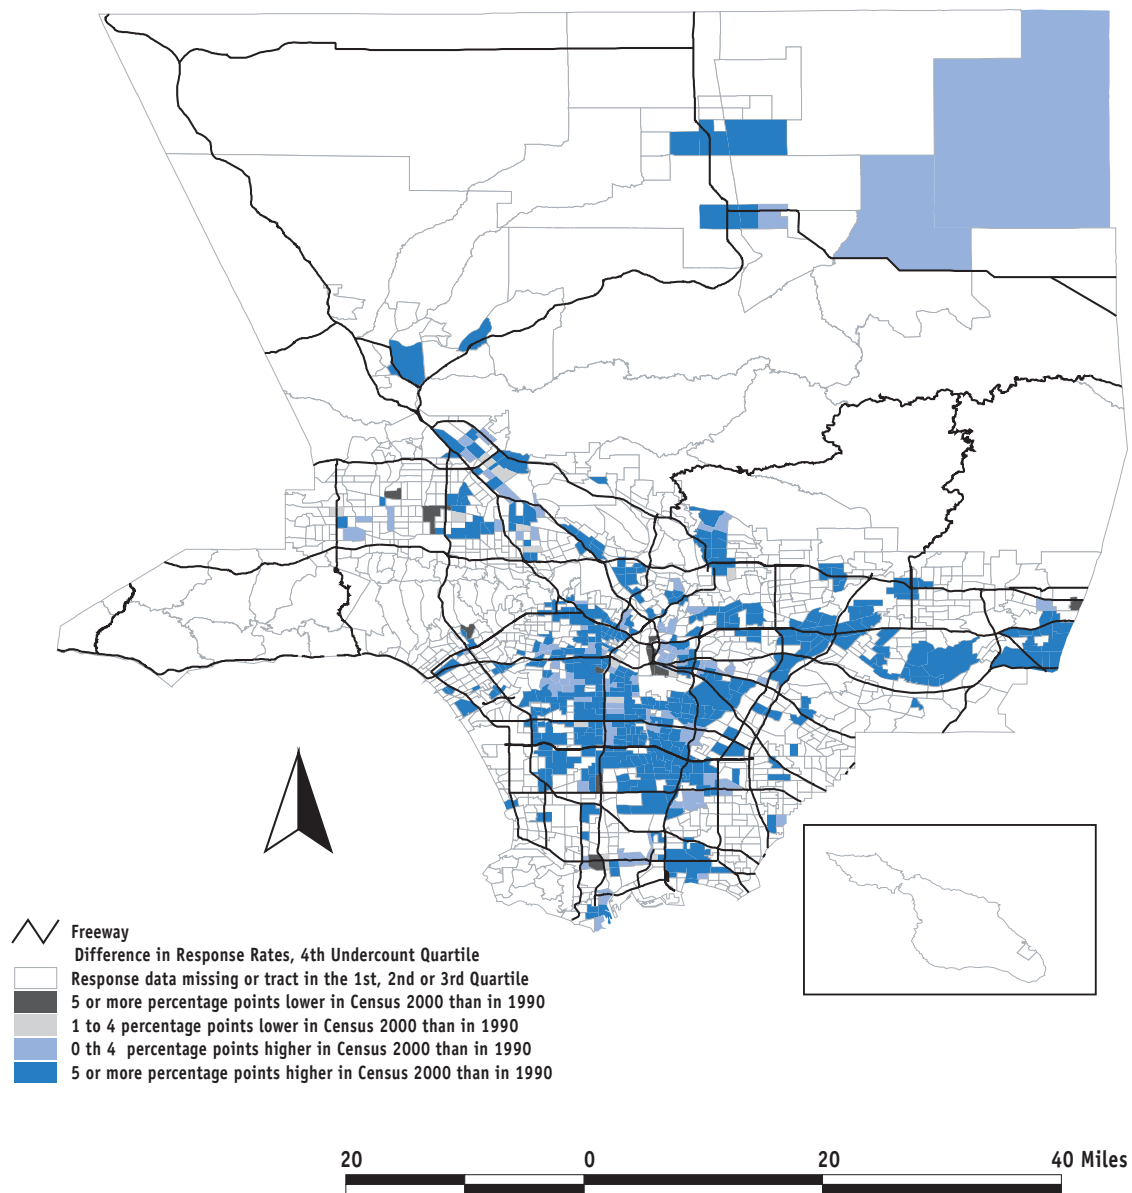 Freeway
Difference in Response Rates, 4th Undercount Quartile
Response data missing or tract in the 1st, 2nd or 3rd Quartile
5 or more percentage points lower in Census 2000 than in 1990
1 to 4 percentage points lower in Census 2000 than in 1990
0 th 4 percentage points higher in Census 2000 than in 1990
5 or more percentage points higher in Census 2000 than in 1990
20 0 20 40 Miles